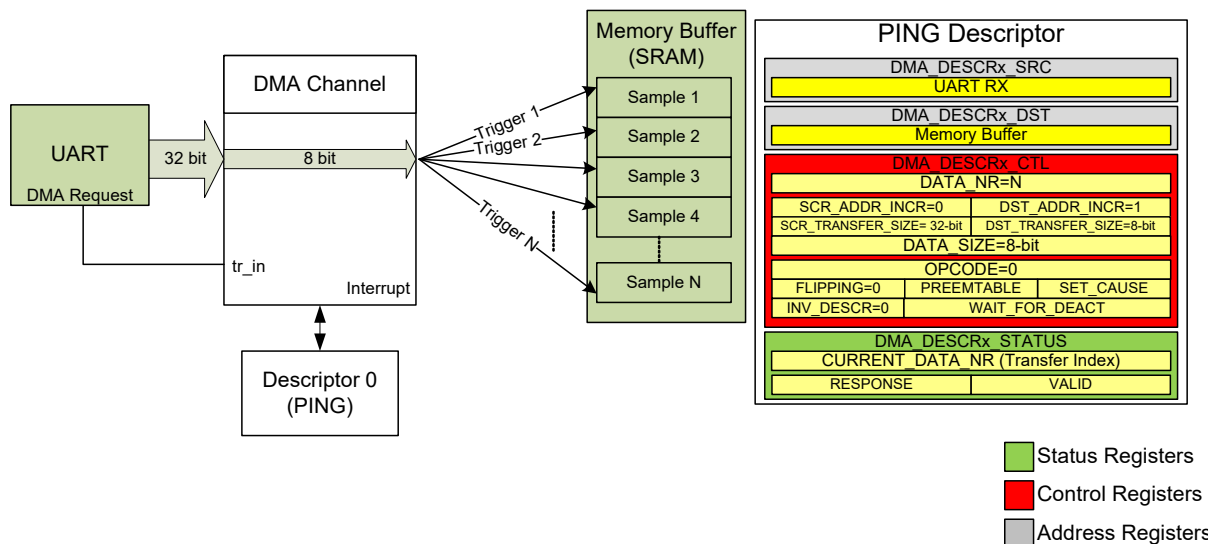 UART
DMA Request
32 bit
DMA Channel
8 bit
tr_in
Interrupt
Descriptor 0
(PING)
Trigger 1
Trigger 2
Trigger N
Memory Buffer
(SRAM)
Sample 1
Sample 2
Sample 3
Sample 4
Sample N
PING Descriptor
DMA_DESCRx_SRC
UART RX
DMA_DESCRx_DST
Memory Buffer
DMA_DESCRx_CTL
DATA_NR=N
SCR_ADDR_INCR=0 DST_ADDR_INCR=1
SCR_TRANSFER_SIZE= 32-bit DST_TRANSFER_SIZE=8-bit
DATA_SIZE=8-bit
OPCODE=0
FLIPPING=0 PREEMTABLE SET_CAUSE
INV_DESCR=0 WAIT_FOR_DEACT
DMA_DESCRx_STATUS
CURRENT_DATA_NR (Transfer Index)
RESPONSE VALID
Status Registers
Control Registers
Address Registers